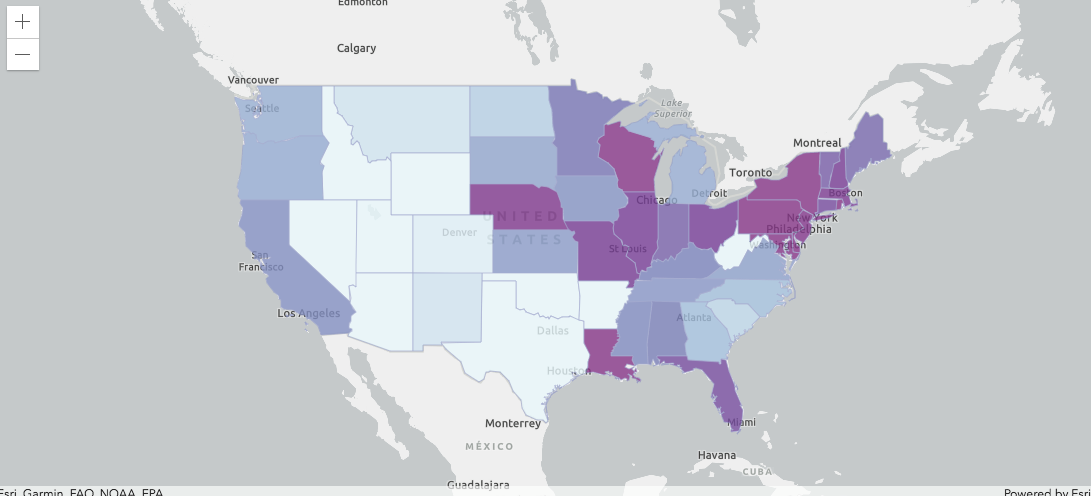 +
Edmonton
Calgary
−
Vancouver
Seattle
Lake
Superior
Montreal
Toronto
Boston
Detroit
Chicago
UNITED
New York
Philadelphia
Denver
STATES
Washington
St Louis
San
Francisco
Los Angeles
Atlanta
Dallas
Houston
Monterrey
Miami
MÉXICO
Havana
CUBA
Guadalajara
Esri, Garmin, FAO, NOAA, EPA
Powered by Esri